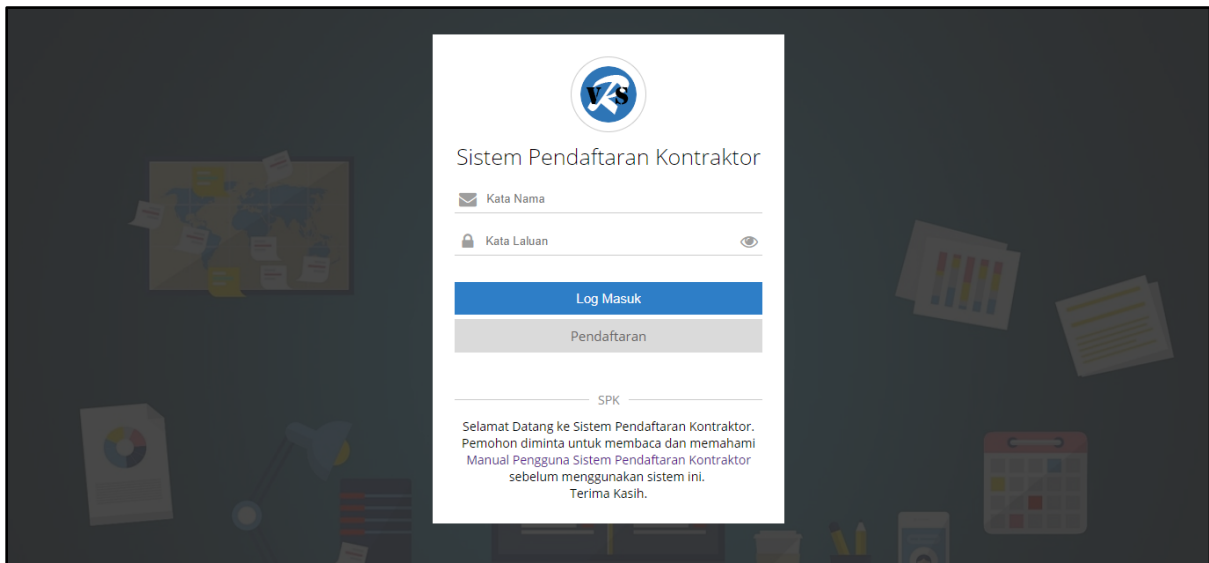 VRS
Sistem Pendaftaran Kontraktor
Kata Nama
Kata Laluan
Log Masuk
Pendaftaran
SPK
Selamat Datang ke Sistem Pendaftaran Kontraktor.
Pemohon diminta untuk membaca dan memahami
Manual Pengguna Sistem Pendaftaran Kontraktor
sebelum menggunakan sistem ini.
Terima Kasih.